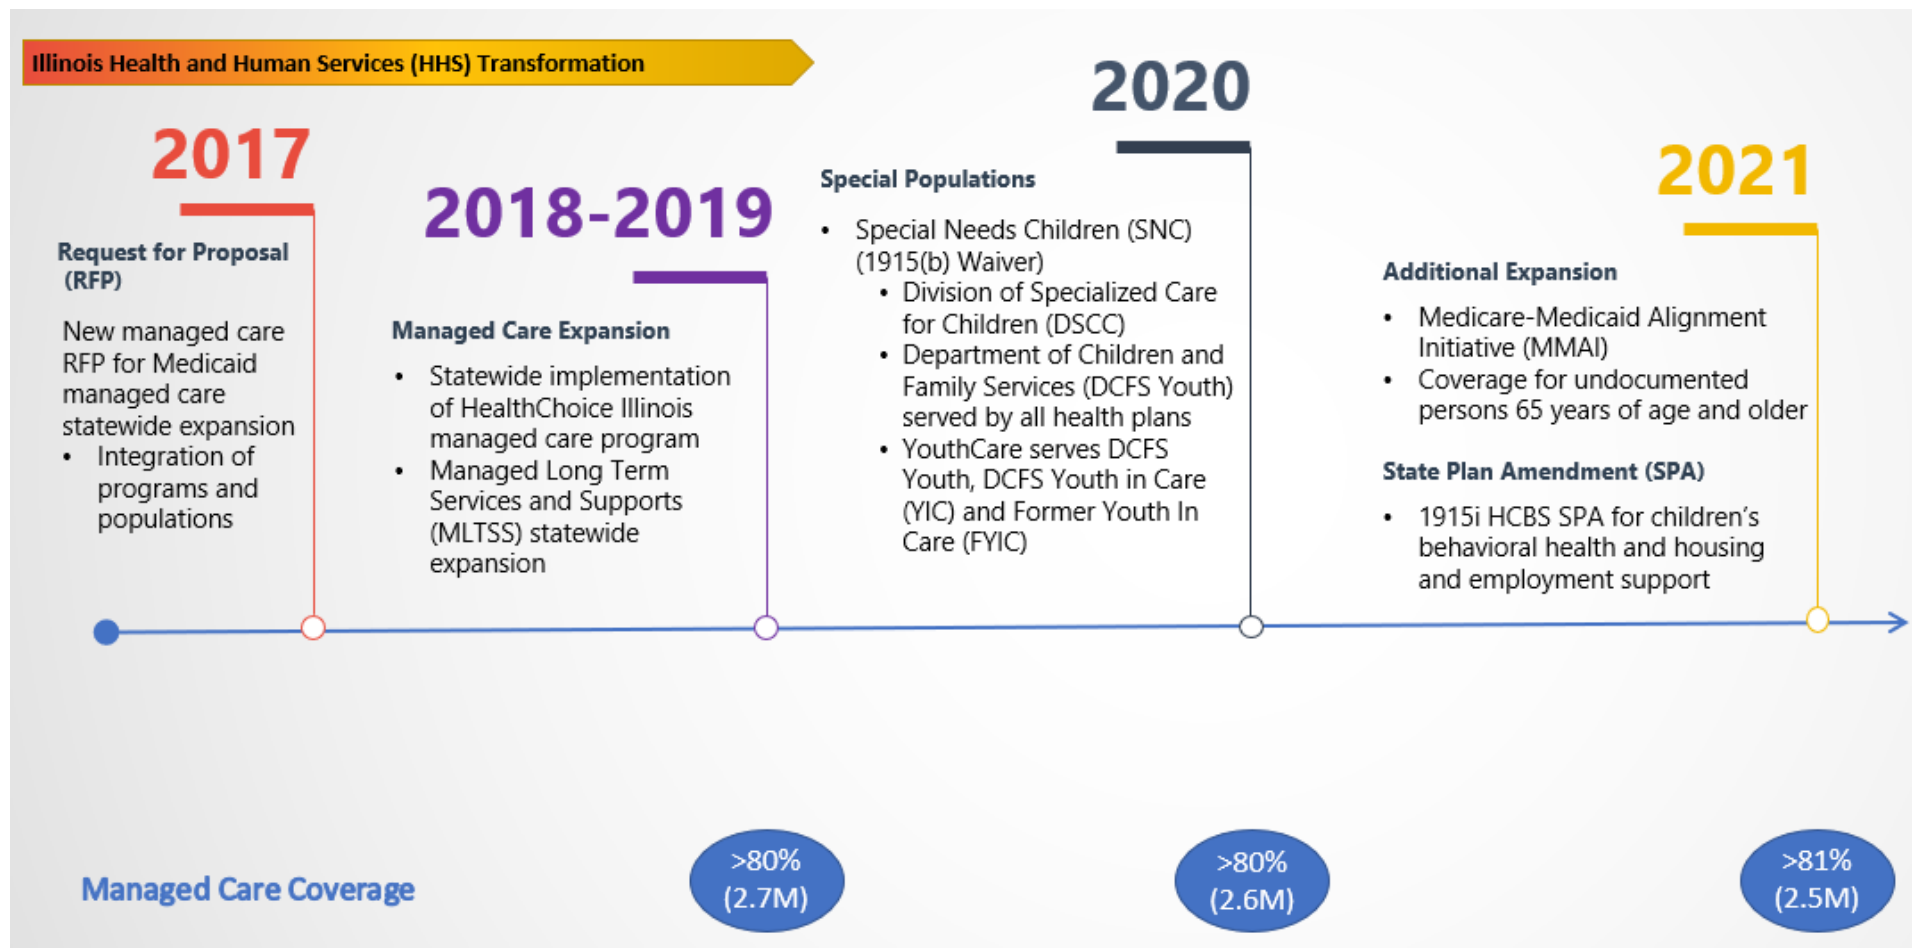 Illinois Health and Human Services (HHS) Transformation
2017
Request for Proposal
(RFP)
New managed care
RFP for Medicaid
managed care
statewide expansion
• Integration of
programs and
populations
2018-2019
Managed Care Expansion
• Statewide implementation
of HealthChoice Illinois
managed care program
• Managed Long Term
Services and Supports
(MLTSS) statewide
expansion
2020
Special Populations
• Special Needs Children (SNC)
(1915(b) Waiver)
• Division of Specialized Care
for Children (DSCC)
• Department of Children and
Family Services (DCFS Youth)
served by all health plans
• YouthCare serves DCFS
Youth, DCFS Youth in Care
(YIC) and Former Youth In
Care (FYIC)
2021
Additional Expansion
• Medicare-Medicaid Alignment
Initiative (MMAI)
• Coverage for undocumented
persons 65 years of age and older
State Plan Amendment (SPA)
• 1915i HCBS SPA for children's
behavioral health and housing
and employment support
Managed Care Coverage
>80%
(2.7M)
>80%
(2.6M)
>81%
(2.5M)